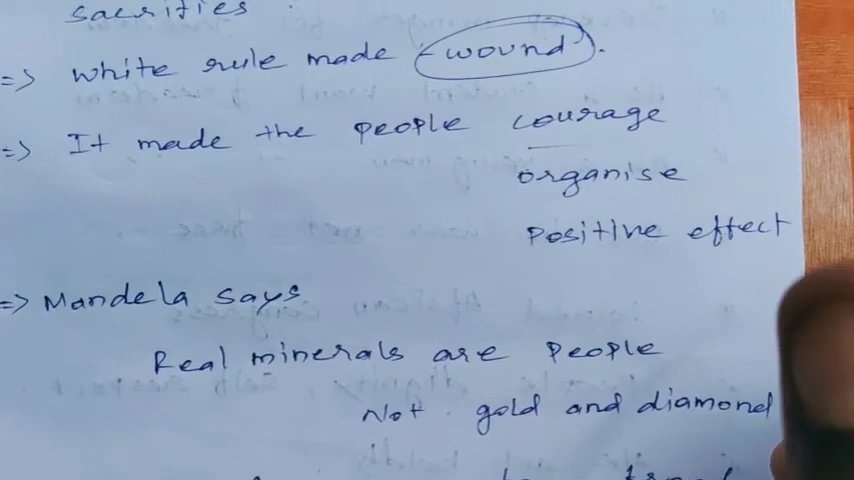 sacrifies
=> White rule made "wound".
=> It made the people courage
organise
Positive effect
=> Mandela says
Real minerals are people
Not gold and diamond